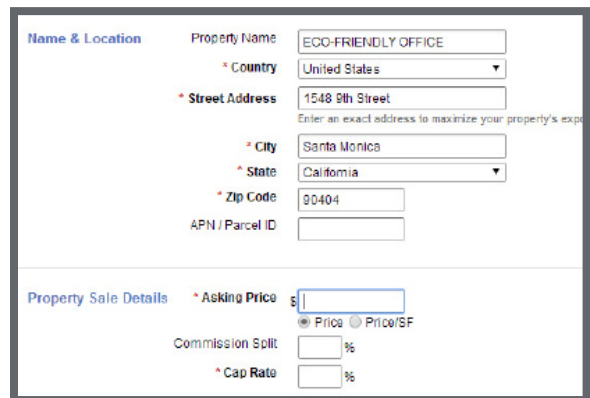 Name & Location Property Name ECO-FRIENDLY OFFICE
* Country United States
* Street Address 1548 9th Street
Enter an exact address to maximize your property's
* City Santa Monica
* State California
* Zip Code 90404
APN / Parcel ID
Property Sale Details * Asking Price $
Price Price/SF
Commission Split %
* Cap Rate %